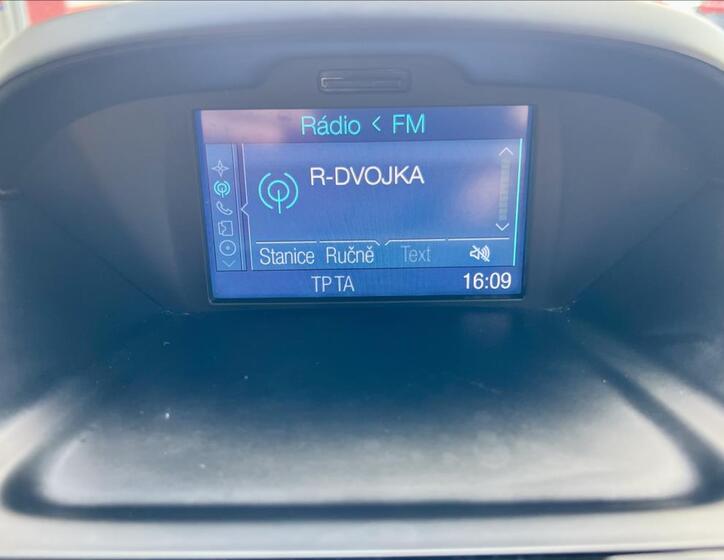 Rádio < FM
R-DVOJKA
Stanice Ručně Text
TP TA 16:09